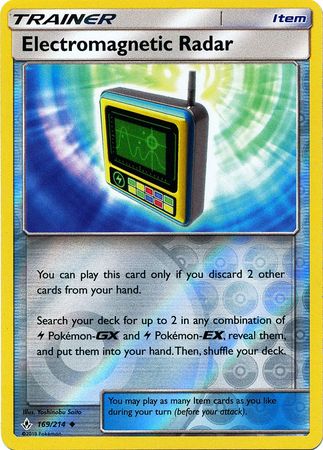 TRAINER Item
Electromagnetic Radar
You can play this card only if you discard 2 other
cards from your hand.
Search your deck for up to 2 in any combination of
Pokémon-GX and Pokémon-EX, reveal them,
and put them into your hand. Then, shuffle your deck.
You may play as many Item cards as you like
during your turn (before your attack).
Illus. Yoshinobu Saito
169/214
©2019 Pokémon